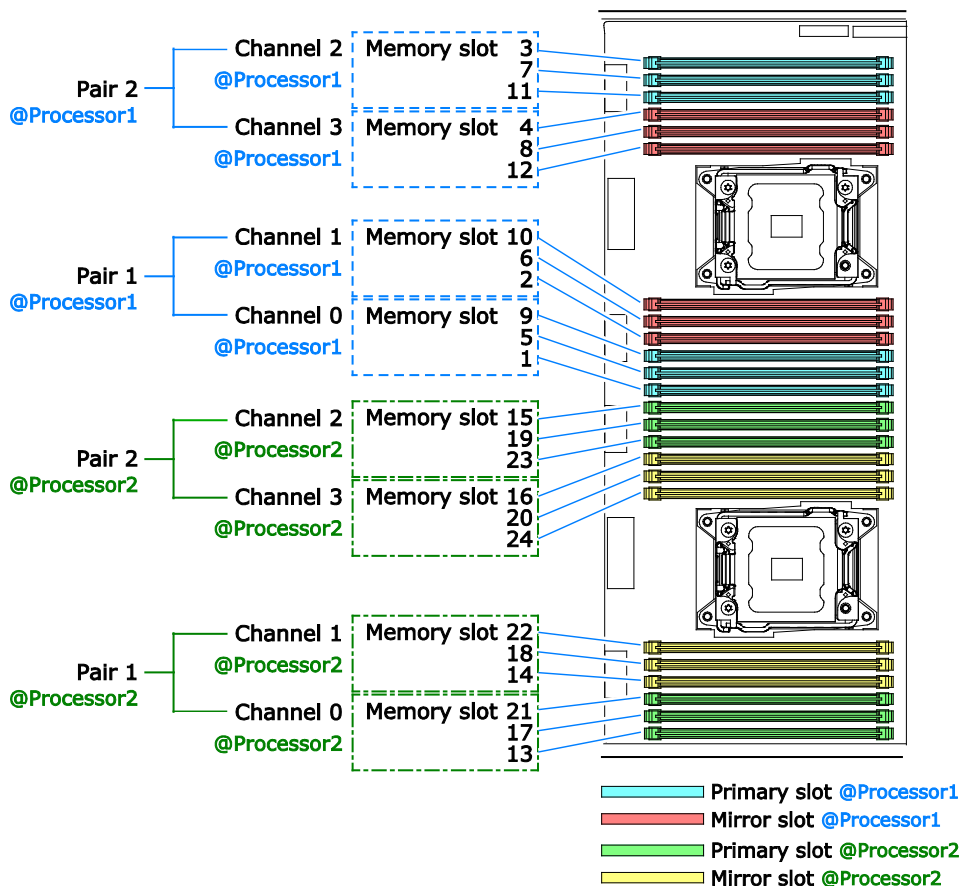 Channel 2 Memory slot 3
@Processor1 7
11
Pair 2
@Processor1
Channel 3 Memory slot 4
@Processor1 8
12
Channel 1 Memory slot 10
@Processor1 6
2
Pair 1
@Processor1
Channel 0 Memory slot 9
@Processor1 5
1
Channel 2 Memory slot 15
@Processor2 19
23
Pair 2
@Processor2
Channel 3 Memory slot 16
@Processor2 20
24
Channel 1 Memory slot 22
@Processor2 18
14
Pair 1
@Processor2
Channel 0 Memory slot 21
@Processor2 17
13
Primary slot @Processor1
Mirror slot @Processor1
Primary slot @Processor2
Mirror slot @Processor2